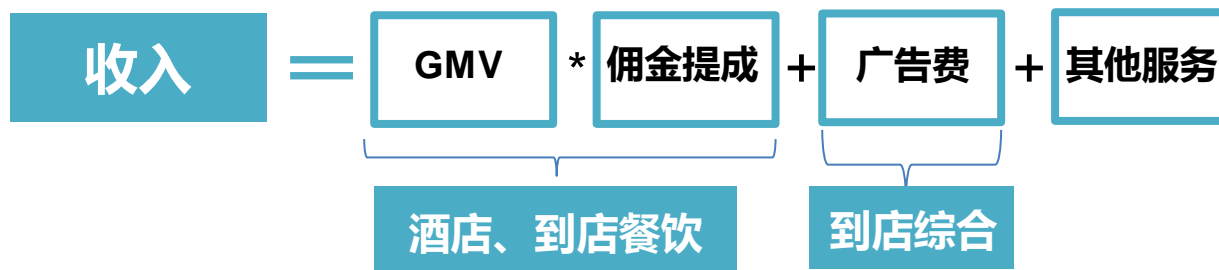 收入 = GMV * 佣金提成 + 广告费 + 其他服务
酒店、到店餐饮 到店综合